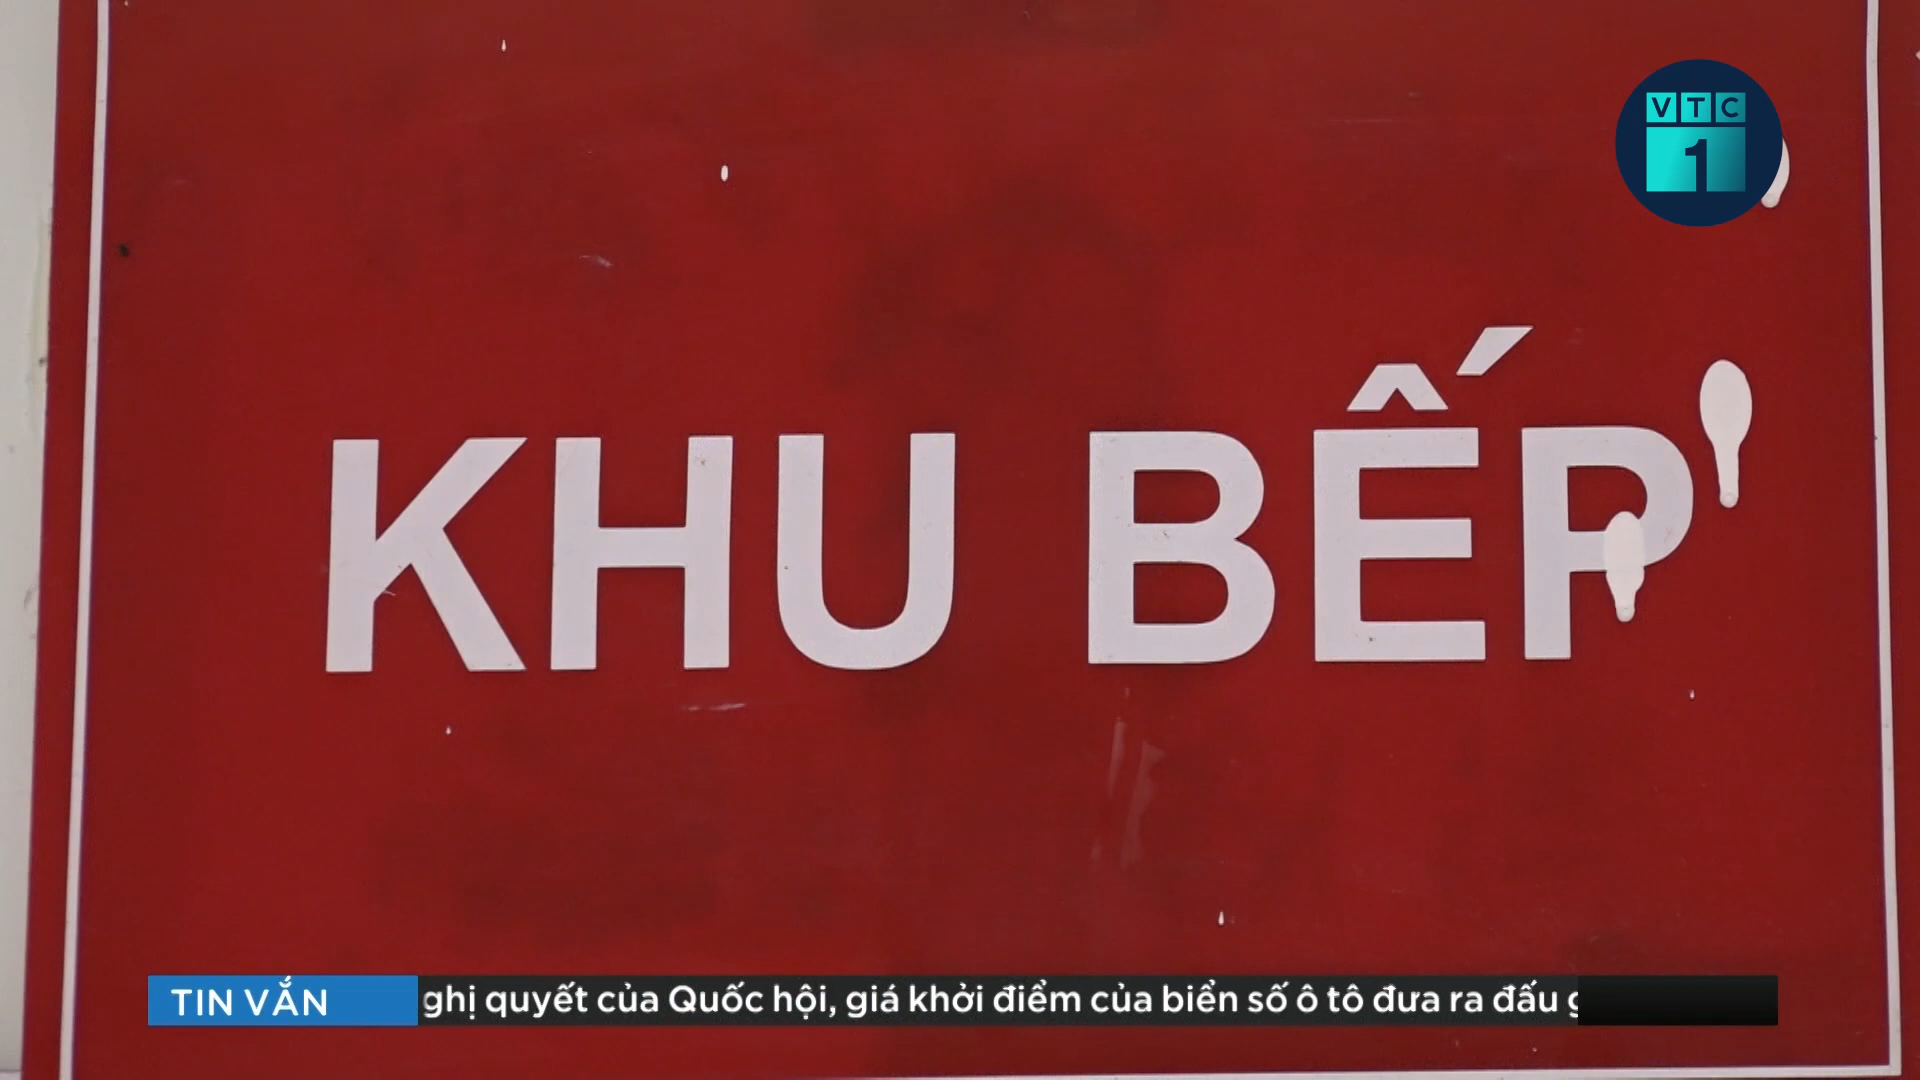 VTC
1
KHU BẾP
TIN VẮN
ghị quyết của Quốc hội, giá khởi điểm của biển số ô tô đưa ra đấu